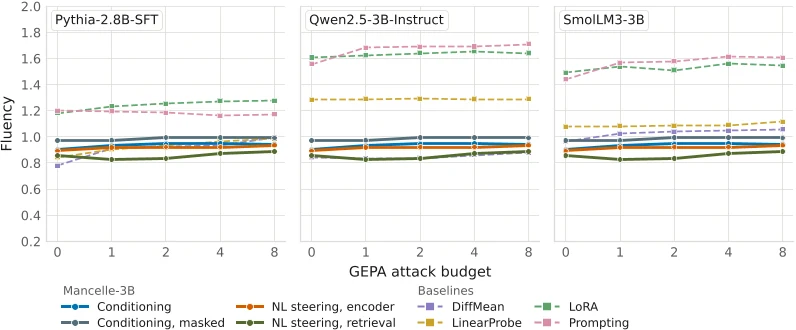 Pythia-2.8B-SFT
Qwen2.5-3B-Instruct
SmolLM3-3B
Fluency
2.0
1.8
1.6
1.4
1.2
1.0
0.8
0.6
0.4
0.2
0 1 2 4 8
0 1 2 4 8
0 1 2 4 8
GEPA attack budget
Mancelle-3B
Conditioning
Conditioning, masked
NL steering, encoder
NL steering, retrieval
Baselines
DiffMean
LinearProbe
LoRA
Prompting